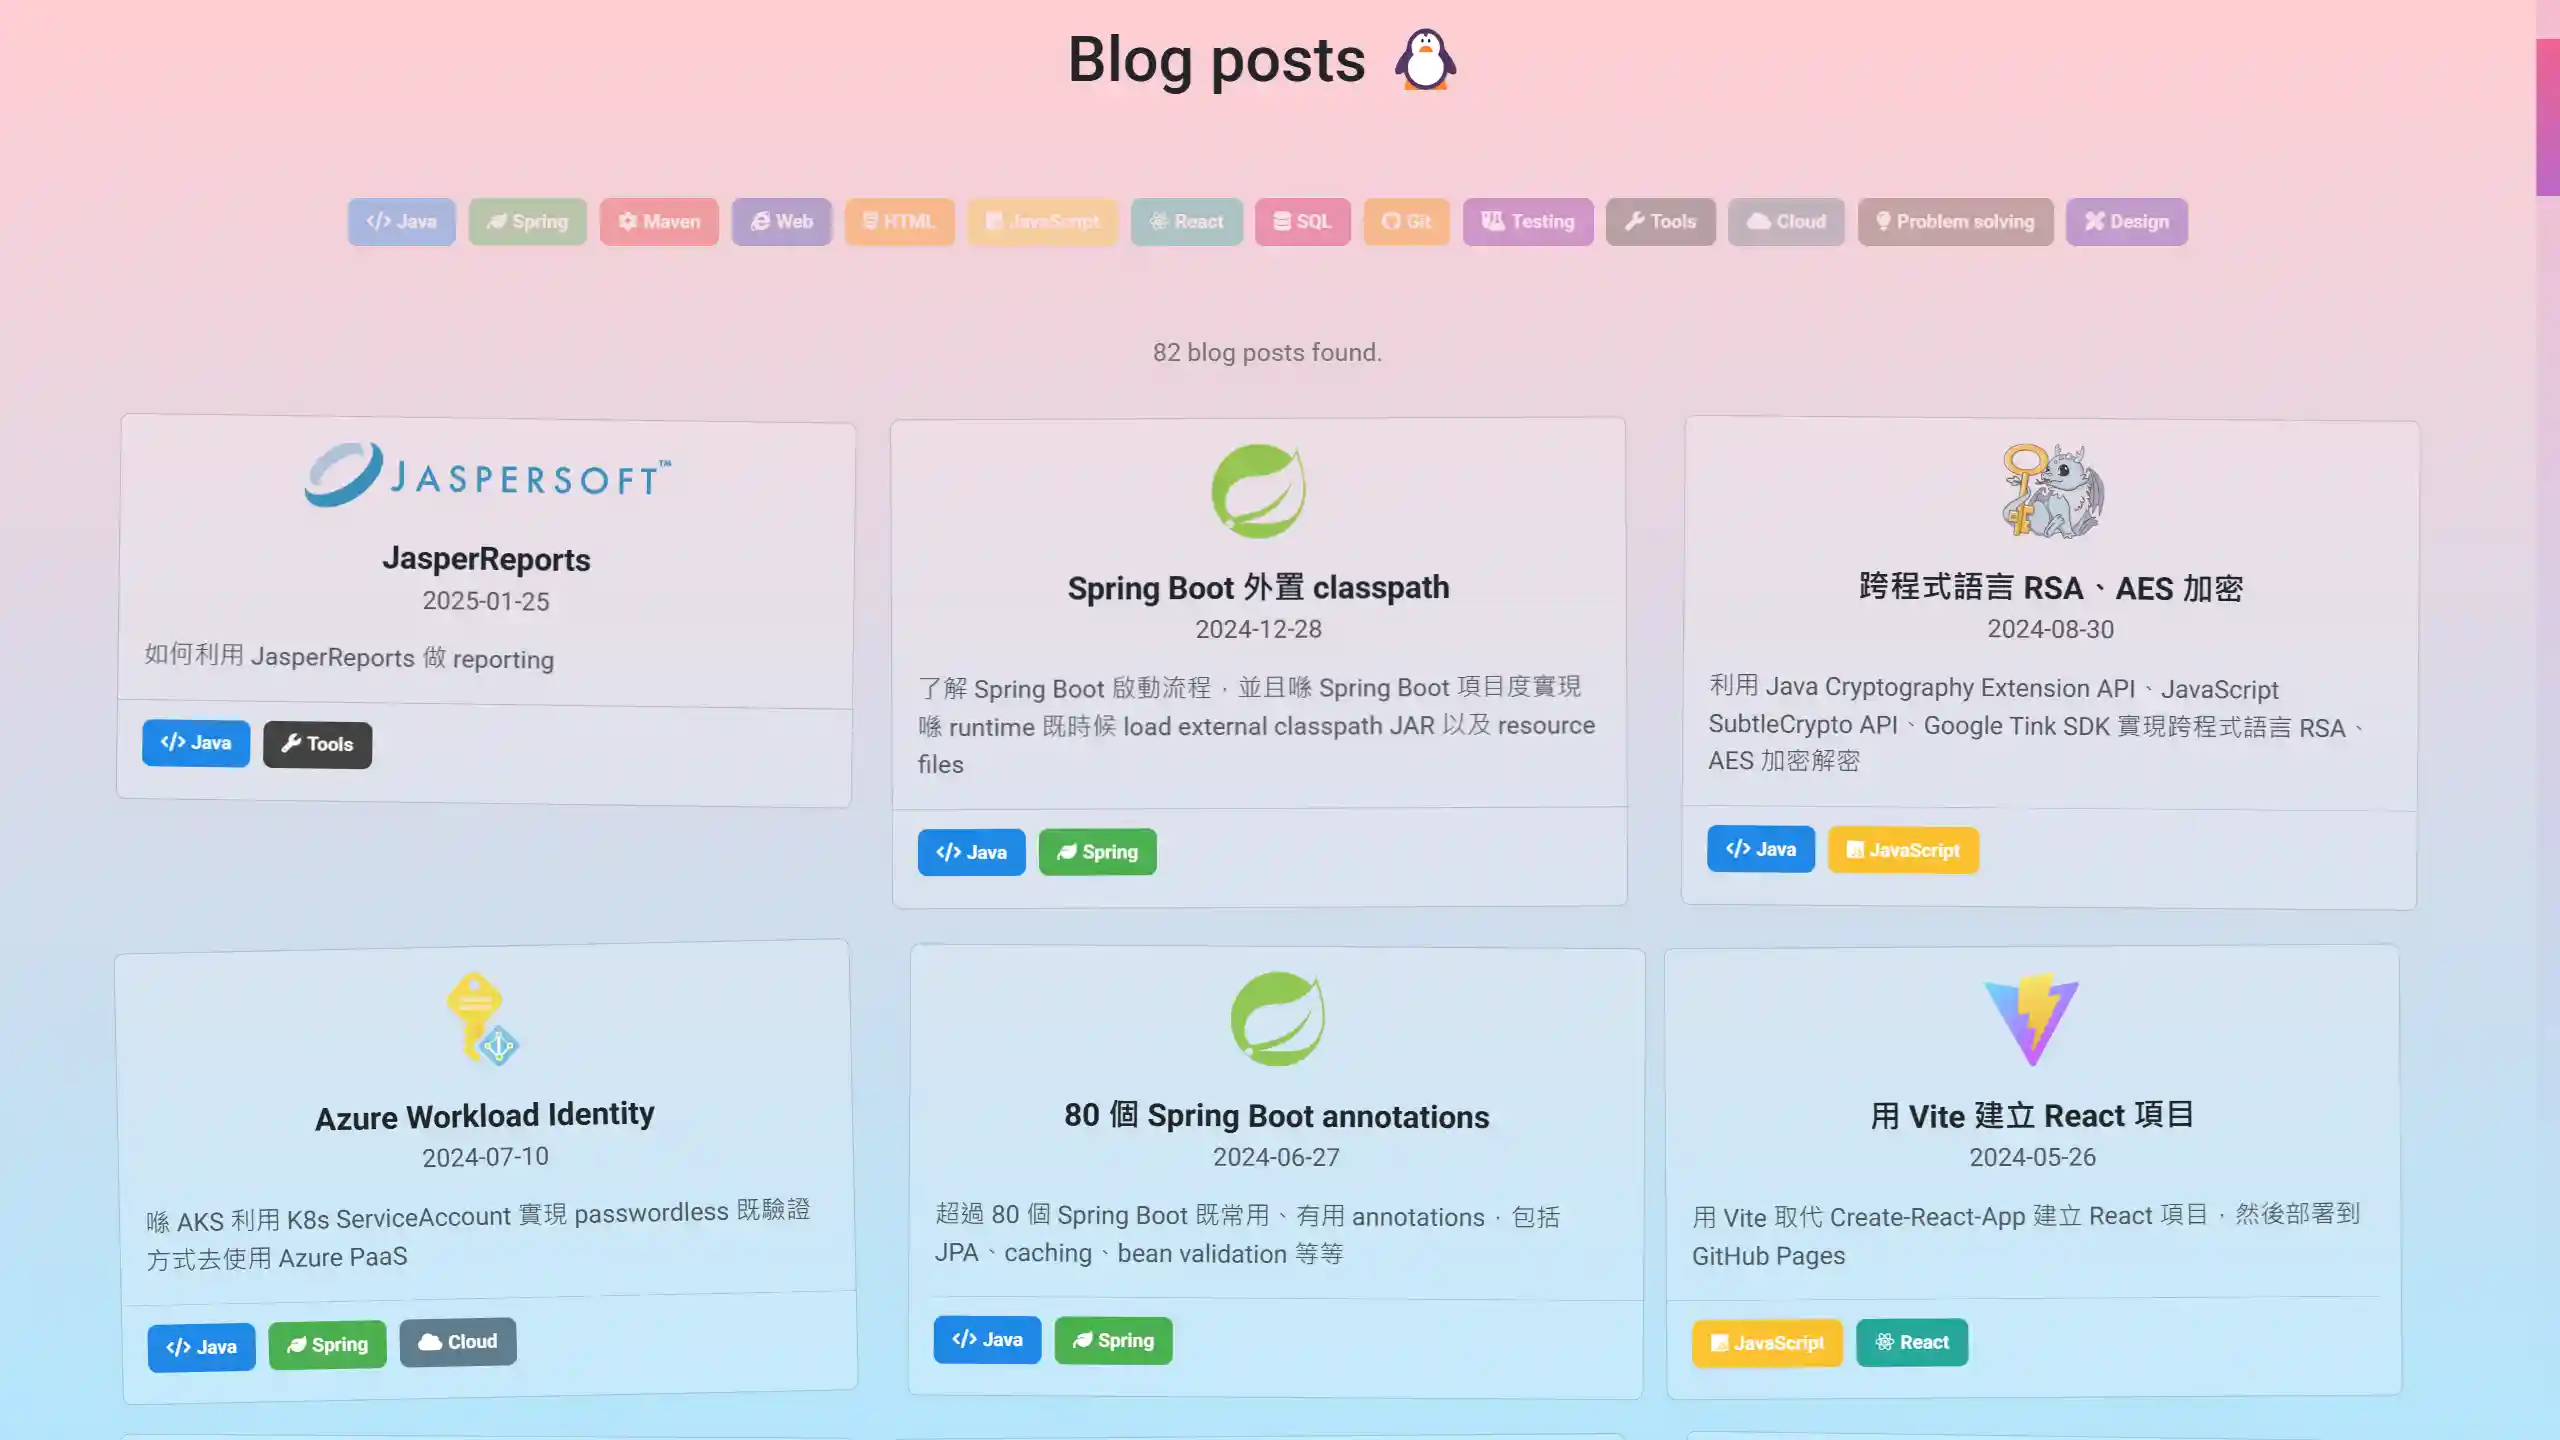 Blog posts
Java Spring Maven Web HTML JavaScript React SQL Git Testing Tools Cloud Problem solving Design
82 blog posts found.
JASPERSOFT™
JasperReports
2025-01-25
如何利用 JasperReports 做 reporting
Java Tools
Spring Boot 外置 classpath
2024-12-28
了解 Spring Boot 啟動流程，並且喺 Spring Boot 項目度實現
喺 runtime 既時候 load external classpath JAR 以及 resource
files
Java Spring
跨程式語言 RSA、AES 加密
2024-08-30
利用 Java Cryptography Extension API、JavaScript
SubtleCrypto API、Google Tink SDK 實現跨程式語言 RSA、
AES 加密解密
Java JavaScript
Azure Workload Identity
2024-07-10
喺 AKS 利用 K8s ServiceAccount 實現 passwordless 既驗證
方式去使用 Azure PaaS
Java Spring Cloud
80 個 Spring Boot annotations
2024-06-27
超過 80 個 Spring Boot 既常用、有用 annotations，包括
JPA、caching、bean validation 等等
Java Spring
用 Vite 建立 React 項目
2024-05-26
用 Vite 取代 Create-React-App 建立 React 項目，然後部署到
GitHub Pages
JavaScript React